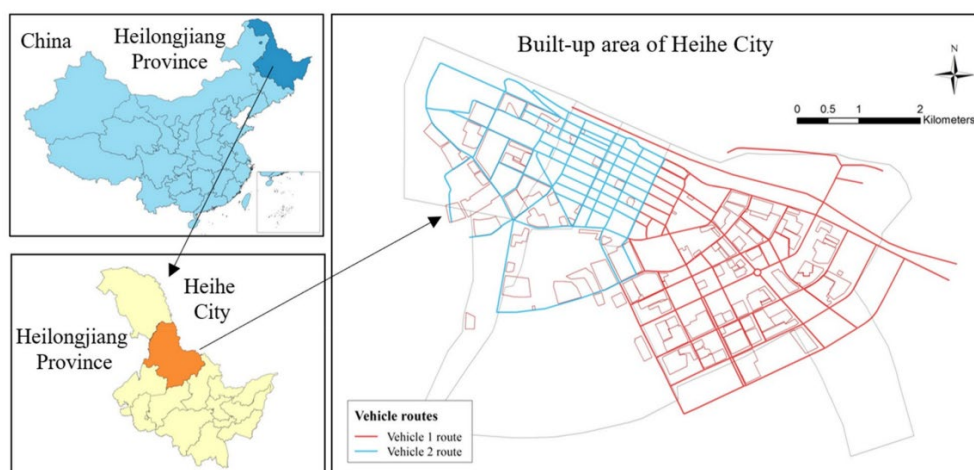 China
Heilongjiang
Province
Heihe
City
Heilongjiang
Province
Built-up area of Heihe City
N
0 0.5 1 2
Kilometers
Vehicle routes
Vehicle 1 route
Vehicle 2 route